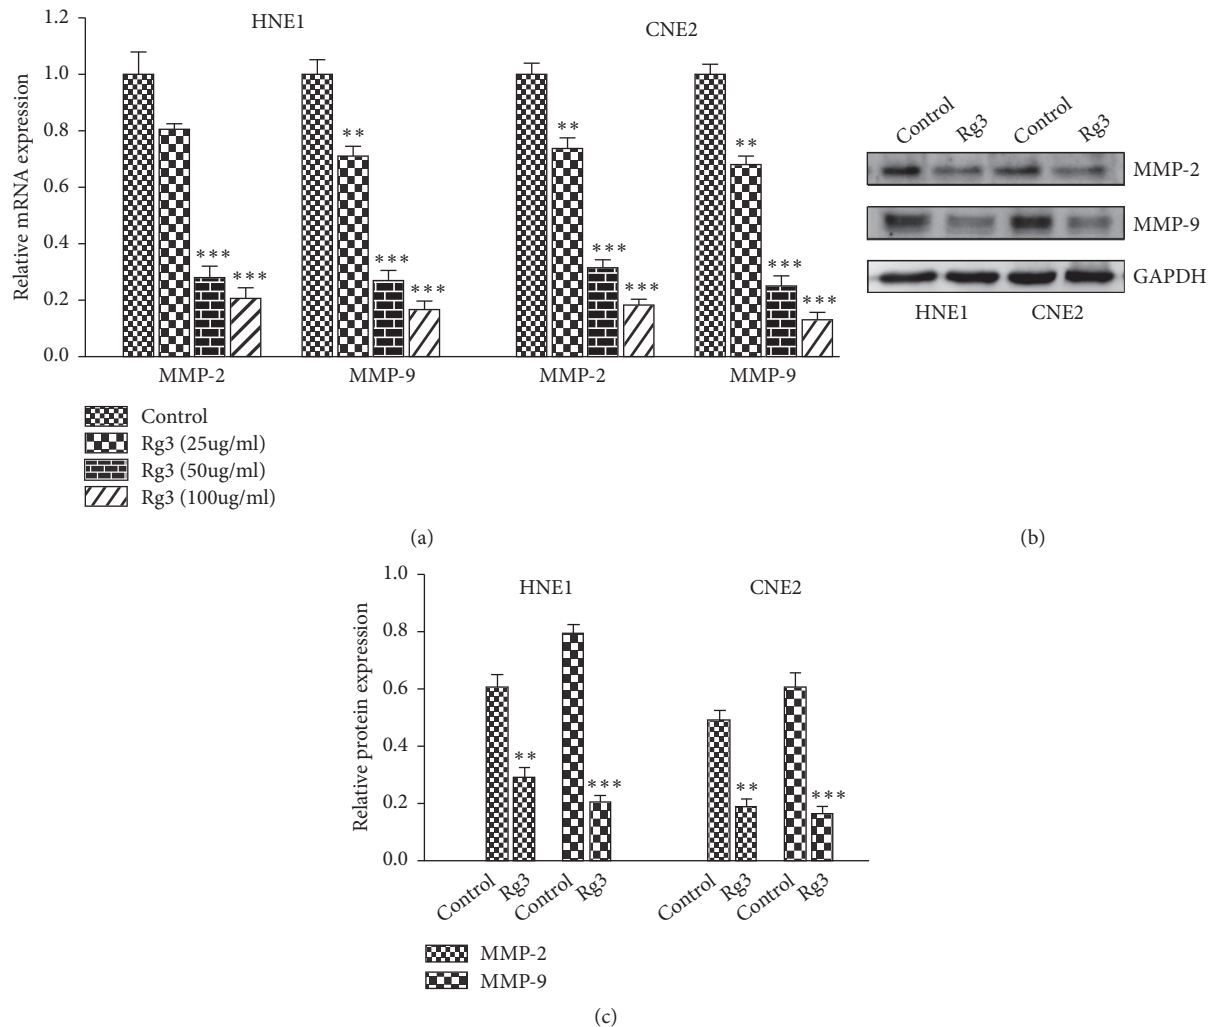 HNE1
CNE2
Relative mRNA expression
1.2
1.0
0.8
0.6
0.4
0.2
0.0
**
**
**
***
***
***
***
***
***
***
***
MMP-2
MMP-9
MMP-2
MMP-9
Control
Rg3 (25ug/ml)
Rg3 (50ug/ml)
Rg3 (100ug/ml)
(a)
Control
Rg3
Control
Rg3
MMP-2
MMP-9
GAPDH
HNE1
CNE2
(b)
HNE1
CNE2
Relative protein expression
1.0
0.8
0.6
0.4
0.2
0.0
**
***
**
***
Control
Rg3
Control
Rg3
Control
Rg3
Control
Rg3
MMP-2
MMP-9
(c)